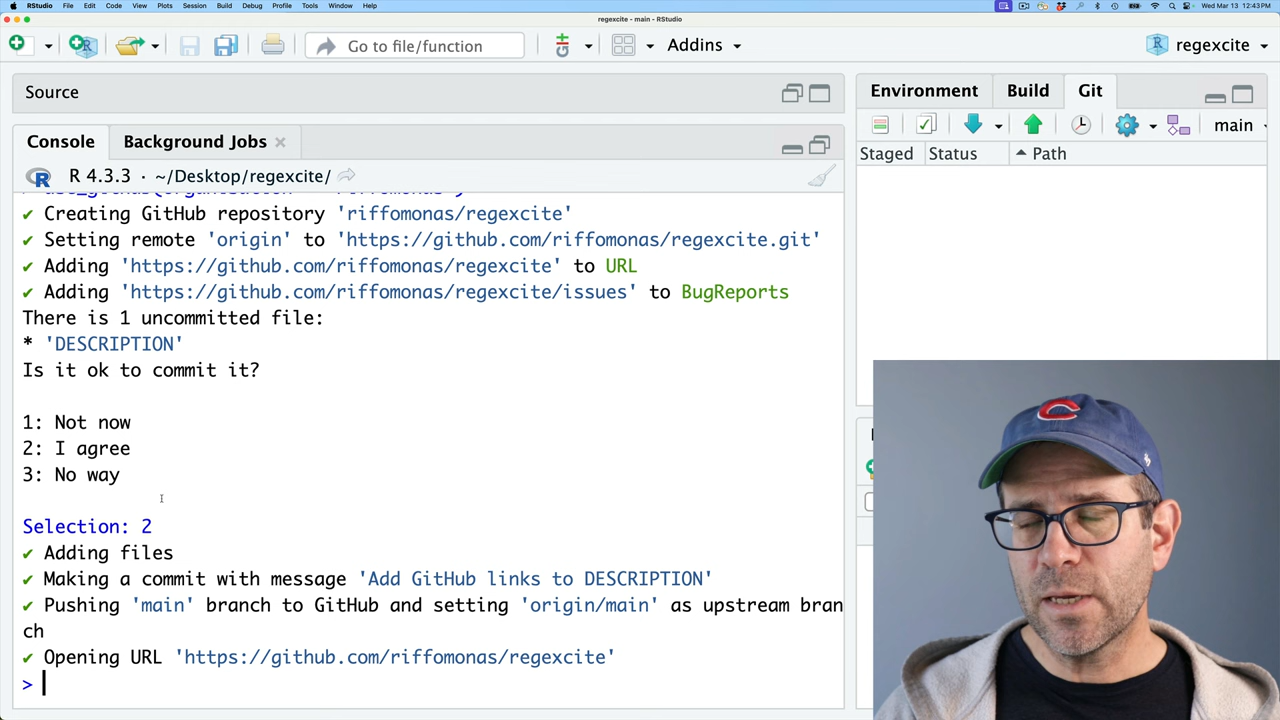 RStudio File Edit Code View Plots Session Build Debug Profile Tools Window Help Wed Mar 13 12:43PM
regexcite - main - RStudio
Go to file/function Addins regexcite
Source
Environment Build Git
Console Background Jobs
main
Staged Status Path
R 4.3.3 · ~/Desktop/regexcite/
✔ Creating GitHub repository 'riffomonas/regexcite'
✔ Setting remote 'origin' to 'https://github.com/riffomonas/regexcite.git'
✔ Adding 'https://github.com/riffomonas/regexcite' to URL
✔ Adding 'https://github.com/riffomonas/regexcite/issues' to BugReports
There is 1 uncommitted file:
* 'DESCRIPTION'
Is it ok to commit it?
1: Not now
2: I agree
3: No way
Selection: 2
✔ Adding files
✔ Making a commit with message 'Add GitHub links to DESCRIPTION'
✔ Pushing 'main' branch to GitHub and setting 'origin/main' as upstream bran
ch
✔ Opening URL 'https://github.com/riffomonas/regexcite'
>